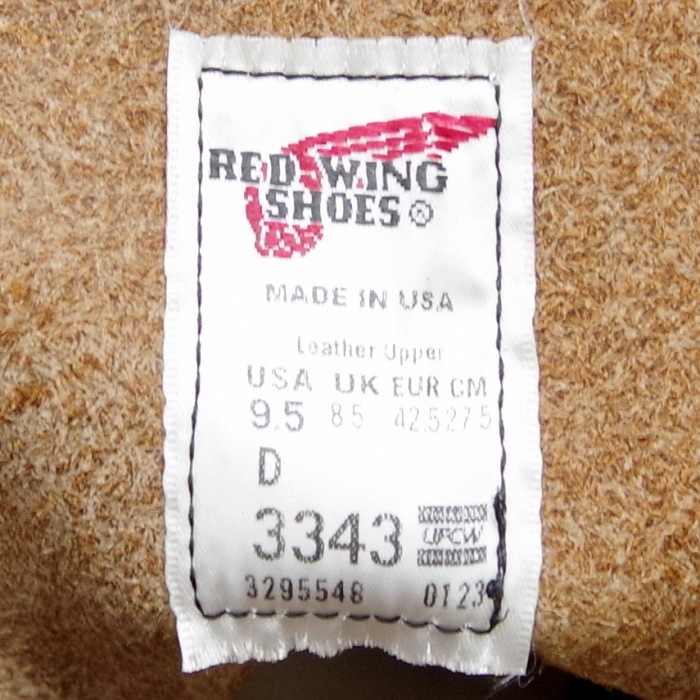 RED WING
SHOES ®
MADE IN USA
Leather Upper
USA UK EUR CM
9.5 8.5 42.5 27.5
D
3343 UFCW
3295548 0123